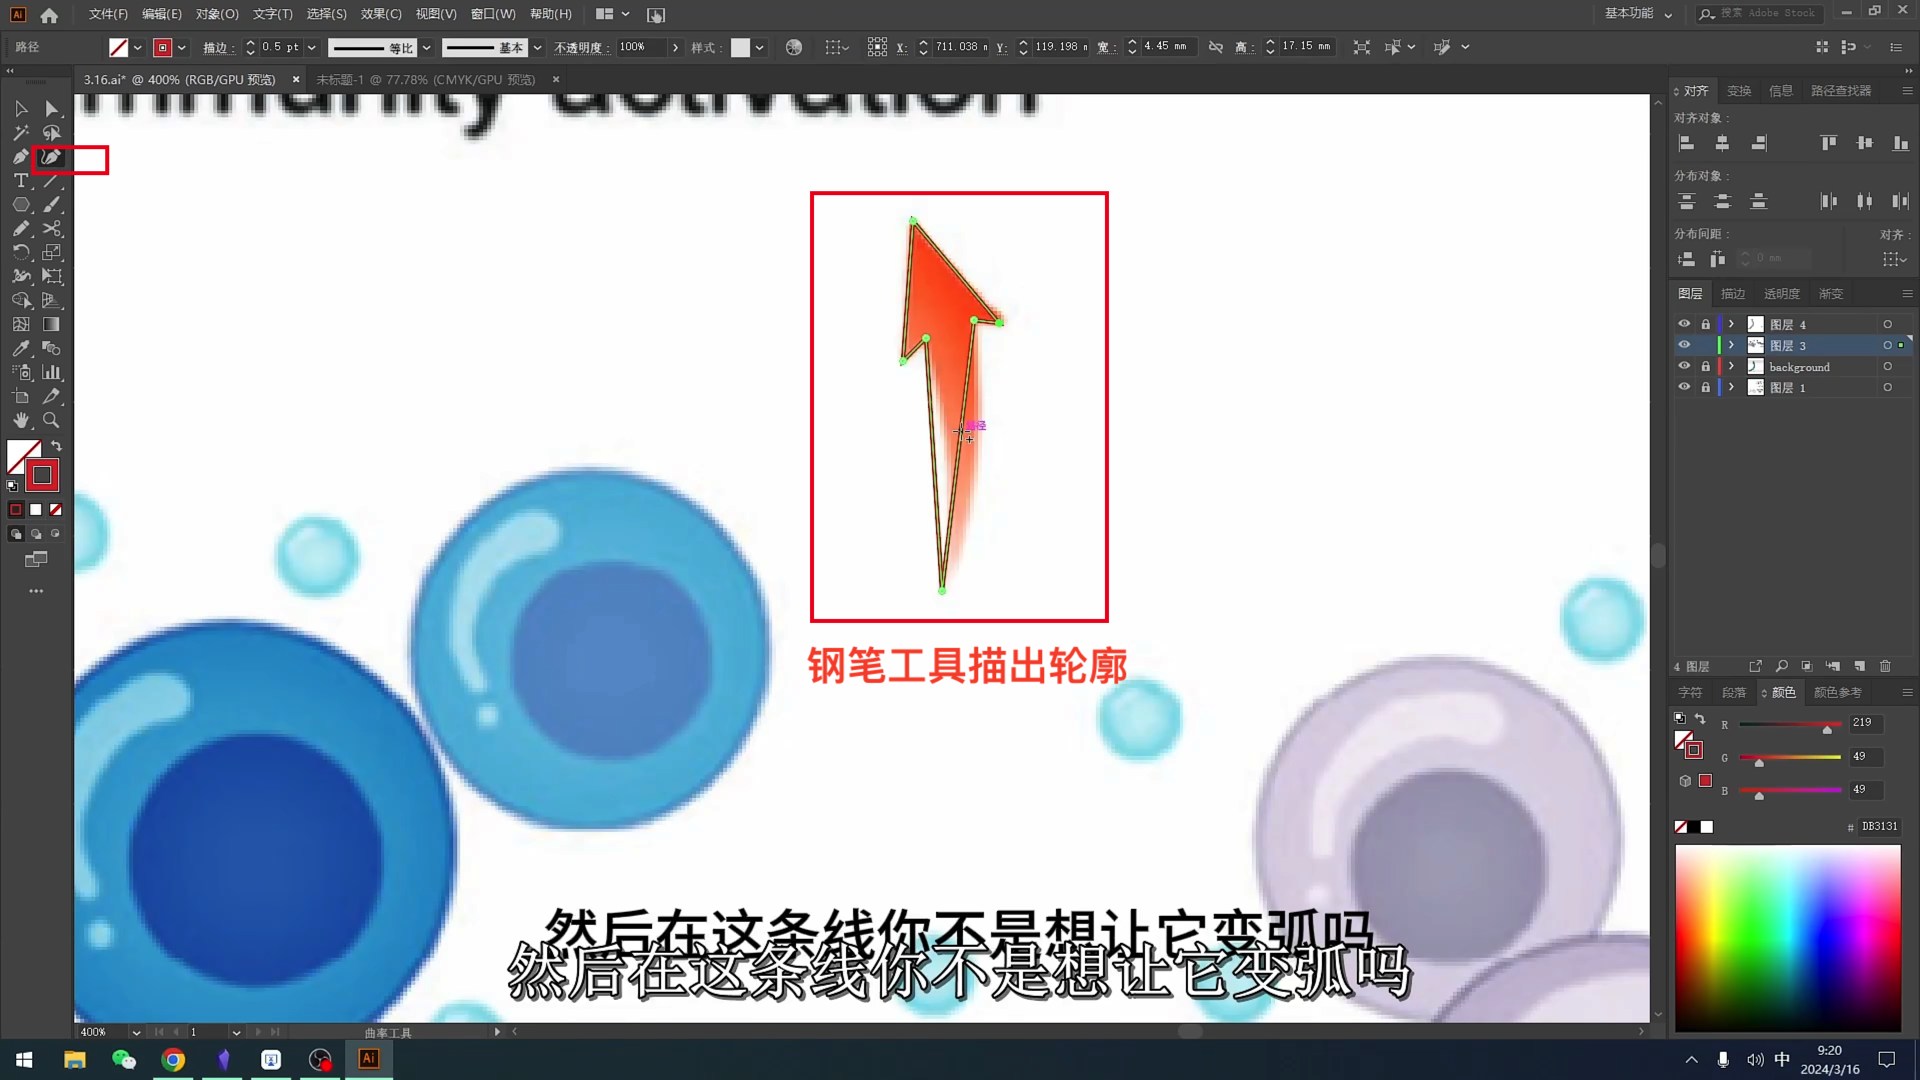 文件(F) 编辑(E) 对象(O) 文字(T) 选择(S) 效果(C) 视图(V) 窗口(W) 帮助(H)
基本功能
搜索 Adobe Stock
路径
描边：
0.5 pt
等比
基本
不透明度：
100%
样式：
X:
711.038
Y:
119.198
宽：
4.45 mm
高：
17.15 mm
3.16.ai* @ 400% (RGB/GPU 预览)
未标题-1 @ 77.78% (CMYK/GPU 预览)
immunity activation
对齐 变换 信息 路径查找器
对齐对象：
分布对象：
分布间距： 对齐：
0 mm
图层 描边 透明度 渐变
图层 4
图层 3
background
图层 1
4 图层
字符 段落 颜色 颜色参考
R 219
G 49
B 49
# DB3131
路径
钢笔工具描出轮廓
然后在这条线你不是想让它变弧吗
然后在这条线你不是想让它变弧吗
400%
1
曲率工具
Ai
中
9:20
2024/3/16